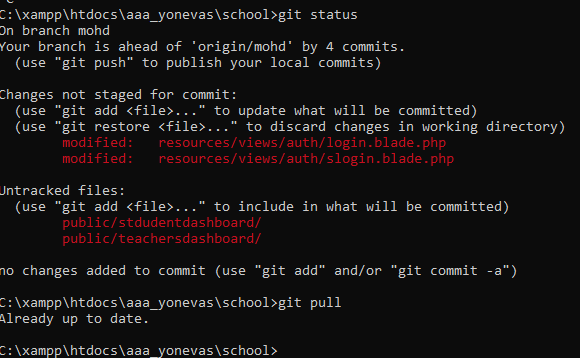 C:\xampp\htdocs\aaa_yonevas\school>git status
On branch mohd
Your branch is ahead of 'origin/mohd' by 4 commits.
  (use "git push" to publish your local commits)

Changes not staged for commit:
  (use "git add <file>..." to update what will be committed)
  (use "git restore <file>..." to discard changes in working directory)
        modified:   resources/views/auth/login.blade.php
        modified:   resources/views/auth/slogin.blade.php

Untracked files:
  (use "git add <file>..." to include in what will be committed)
        public/stdudentdashboard/
        public/teachersdashboard/

no changes added to commit (use "git add" and/or "git commit -a")

C:\xampp\htdocs\aaa_yonevas\school>git pull
Already up to date.

C:\xampp\htdocs\aaa_yonevas\school>